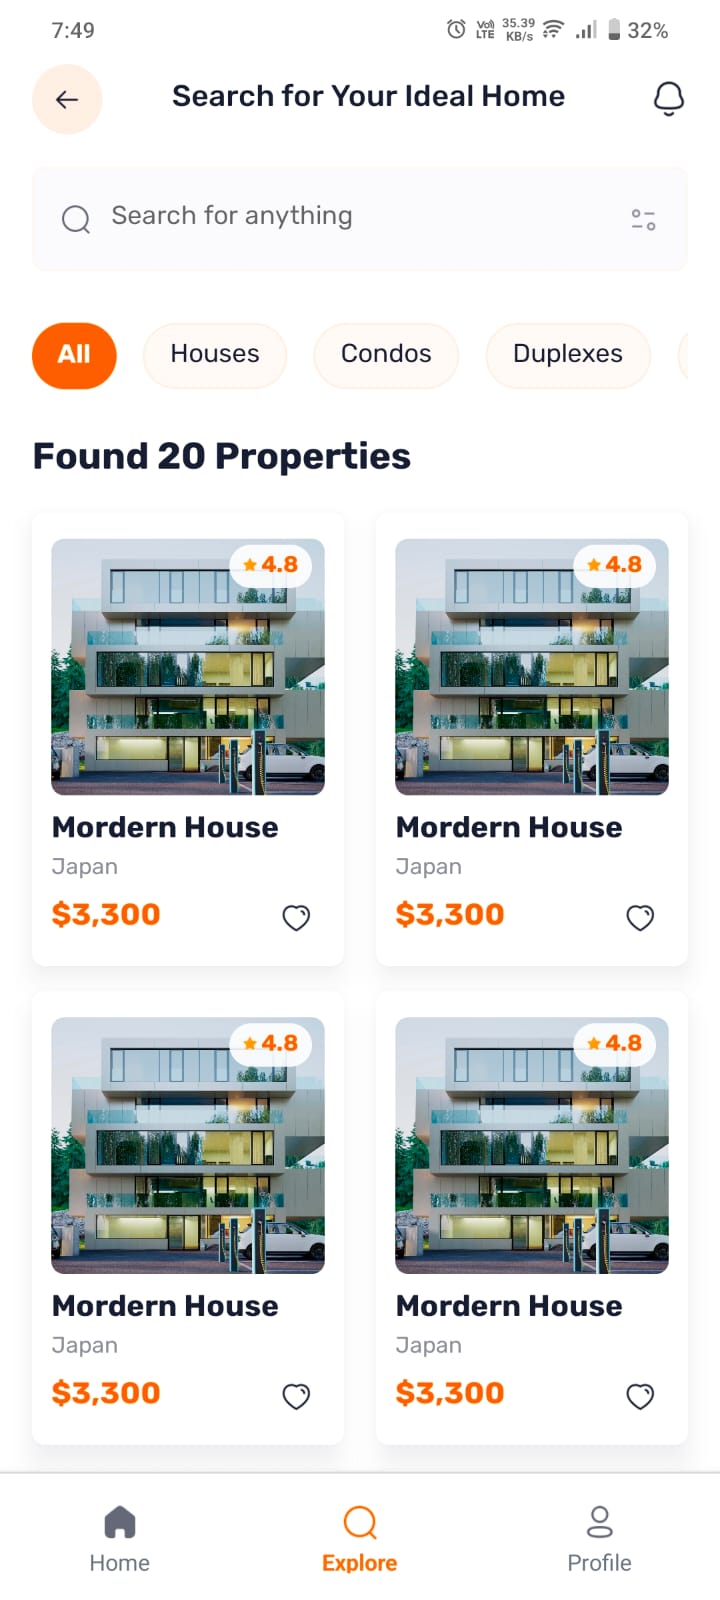 7:49 Vo) LTE 35.39 KB/s 32%
Search for Your Ideal Home
Search for anything
All Houses Condos Duplexes
Found 20 Properties
4.8 4.8
Mordern House Mordern House
Japan Japan
$3,300 $3,300
4.8 4.8
Mordern House Mordern House
Japan Japan
$3,300 $3,300
Home Explore Profile